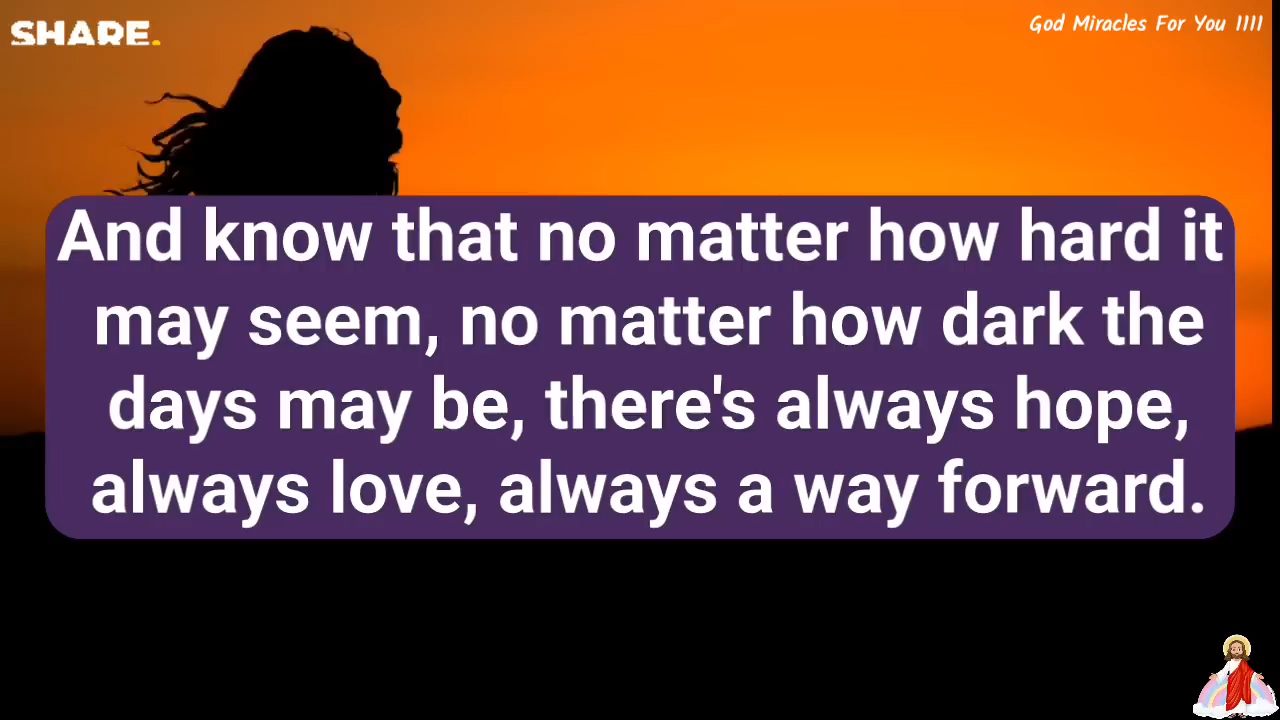 SHARE.
God Miracles For You 1111
And know that no matter how hard it
may seem, no matter how dark the
days may be, there's always hope,
always love, always a way forward.